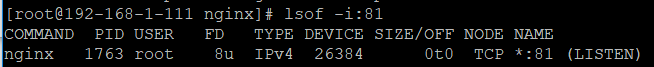 [root@192-168-1-111 nginx]# lsof -i:81
COMMAND  PID USER   FD   TYPE DEVICE SIZE/OFF NODE NAME
nginx   1763 root    8u  IPv4  26384      0t0  TCP *:81 (LISTEN)